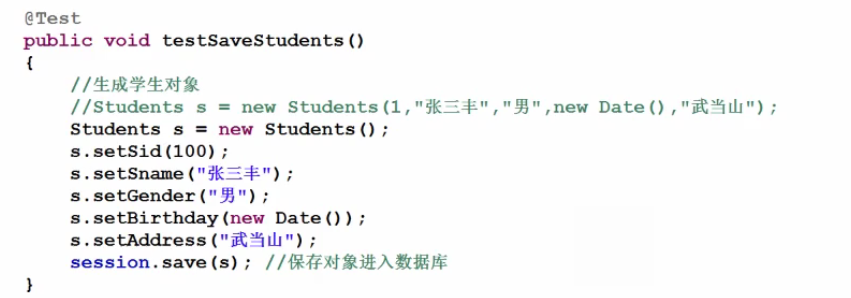 @Test
public void testSaveStudents()
{
//生成学生对象
//Students s = new Students(1,"张三丰","男",new Date(),"武当山");
Students s = new Students();
s.setSid(100);
s.setSname("张三丰");
s.setGender("男");
s.setBirthday(new Date());
s.setAddress("武当山");
session.save(s); //保存对象进入数据库
}